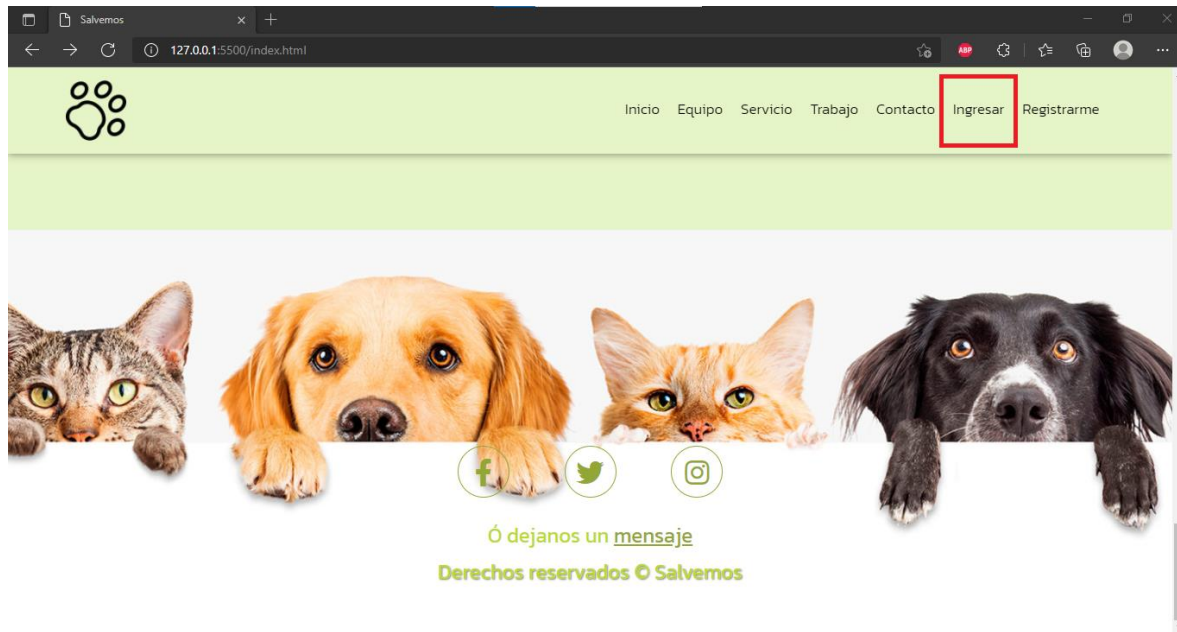 Salvemos
127.0.0.1:5500/index.html
ABP
Inicio Equipo Servicio Trabajo Contacto Ingresar Registrarme
Ó dejanos un mensaje
Derechos reservados © Salvemos